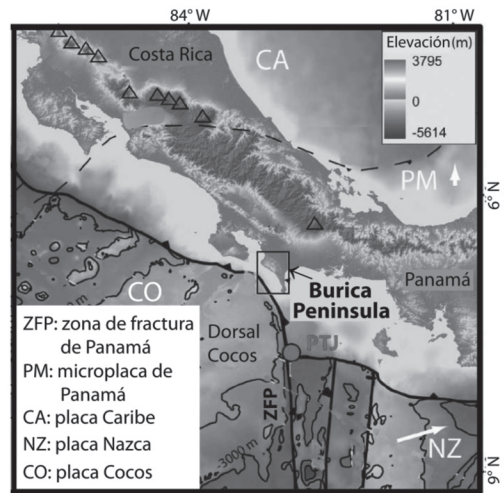 84° W
81° W
Costa Rica
CA
Elevación(m)
3795
0
-5614
PM
9°N
Panamá
CO
Burica
Peninsula
Dorsal
Cocos
PTJ
ZFP
ZFP: zona de fractura
de Panamá
PM: microplaca de
Panamá
CA: placa Caribe
NZ: placa Nazca
CO: placa Cocos
-3000 m
NZ
6°N